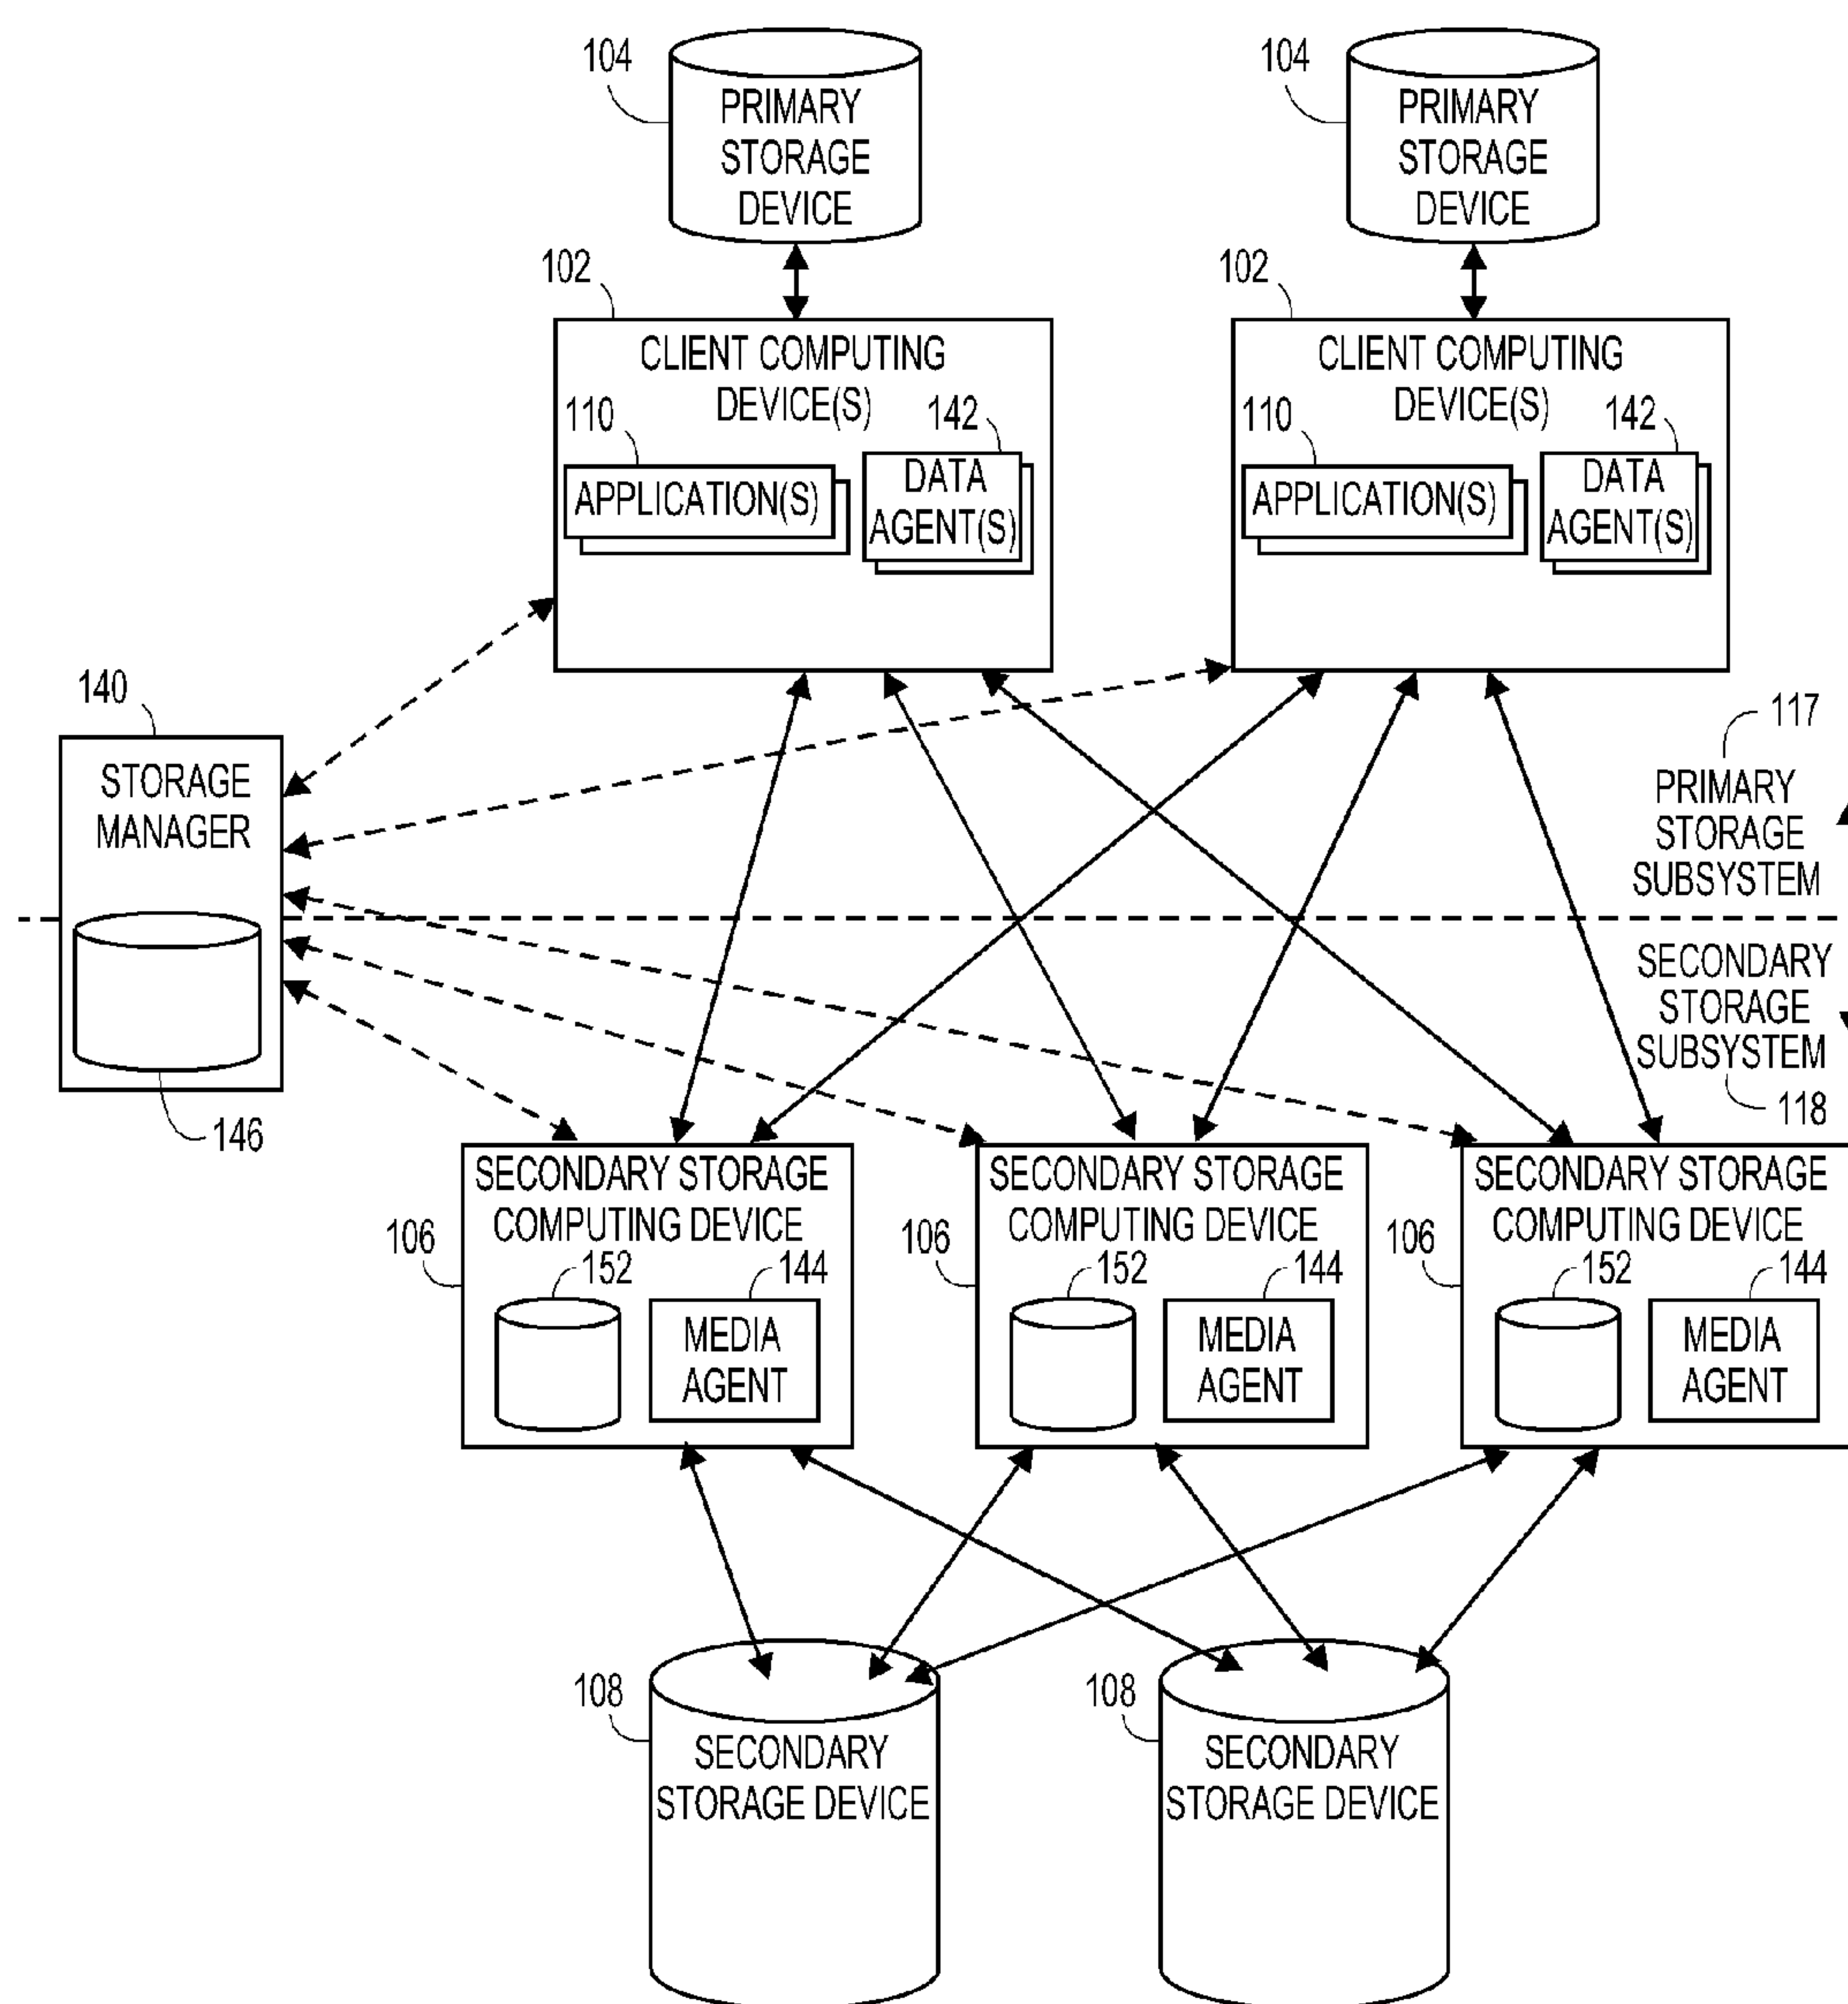 104
PRIMARY
STORAGE
DEVICE
104
PRIMARY
STORAGE
DEVICE
102
CLIENT COMPUTING
DEVICE(S)
110
142
APPLICATION(S)
DATA
AGENT(S)
102
CLIENT COMPUTING
DEVICE(S)
110
142
APPLICATION(S)
DATA
AGENT(S)
140
STORAGE
MANAGER
146
117
PRIMARY
STORAGE
SUBSYSTEM
SECONDARY
STORAGE
SUBSYSTEM
118
SECONDARY STORAGE
COMPUTING DEVICE
106
152
144
MEDIA
AGENT
SECONDARY STORAGE
COMPUTING DEVICE
106
152
144
MEDIA
AGENT
SECONDARY STORAGE
COMPUTING DEVICE
106
152
144
MEDIA
AGENT
108
SECONDARY
STORAGE DEVICE
108
SECONDARY
STORAGE DEVICE